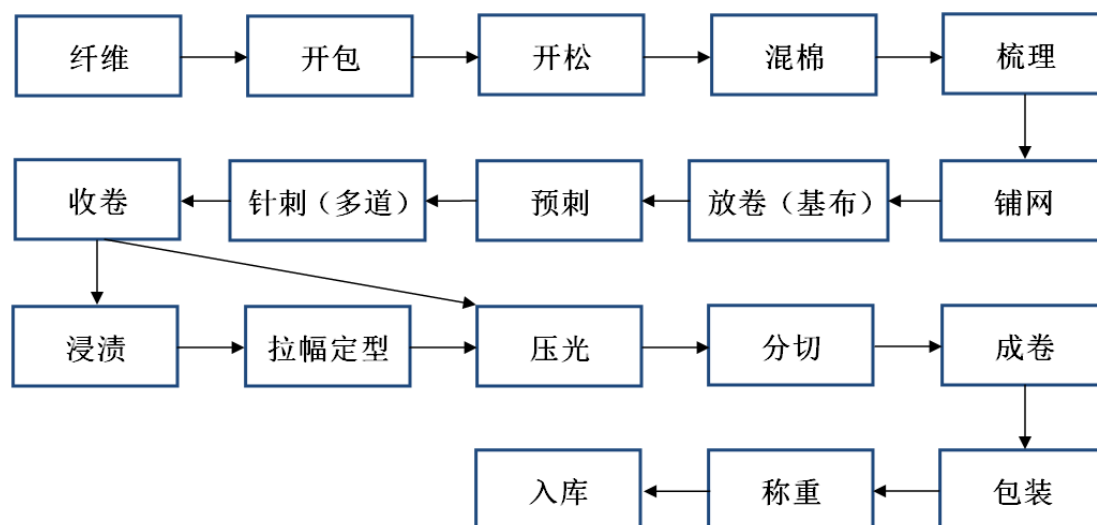 纤维
开包
开松
混棉
梳理
收卷
针刺（多道）
预刺
放卷（基布）
铺网
浸渍
拉幅定型
压光
分切
成卷
入库
称重
包装